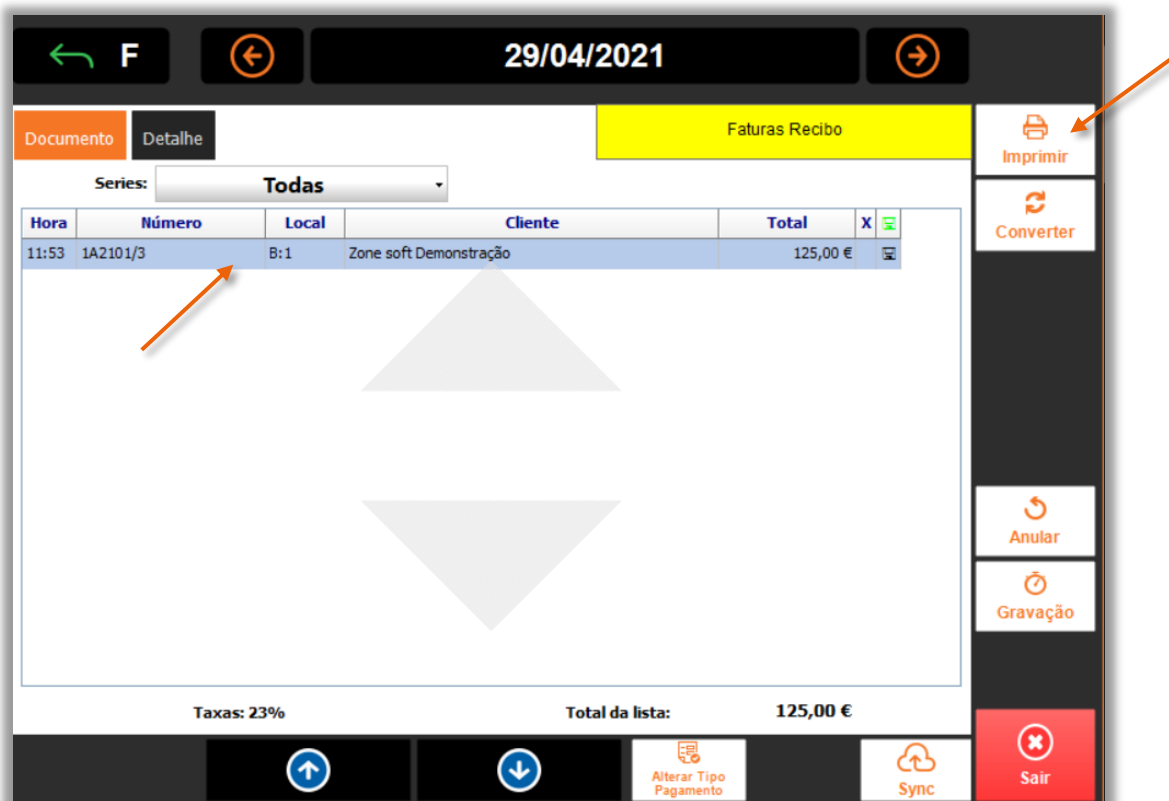 F
29/04/2021
Documento
Detalhe
Faturas Recibo
Imprimir
Series:
Todas
Converter
Hora Número Local Cliente Total X
11:53 1A2101/3 B:1 Zone soft Demonstração 125,00 €
Anular
Gravação
Taxas: 23% Total da lista: 125,00 €
Alterar Tipo
Pagamento
Sync
Sair